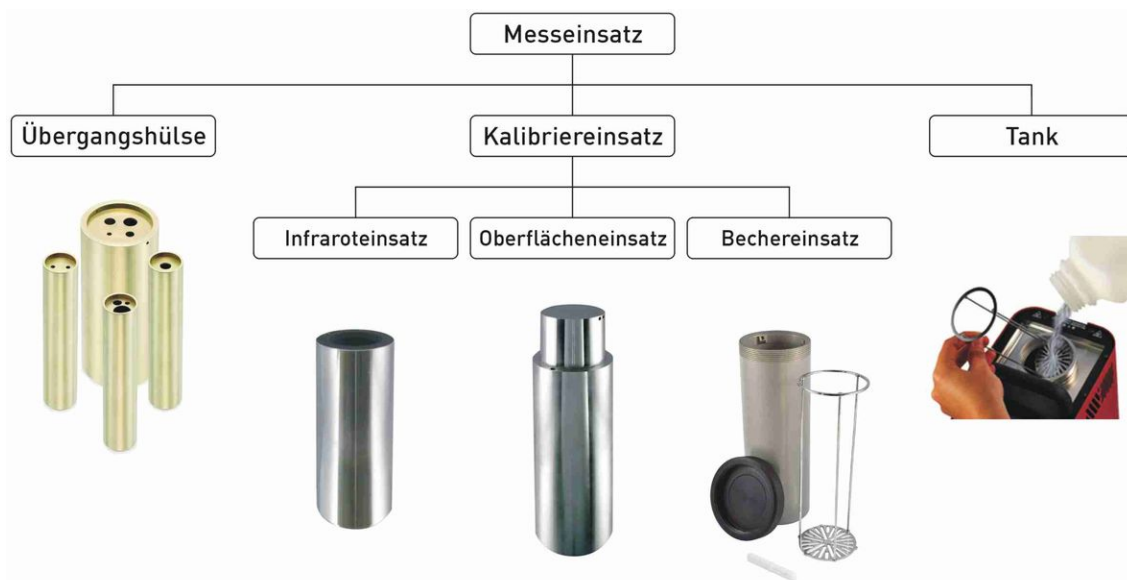 Messeinsatz
Übergangshülse
Kalibriereinsatz
Tank
Infraroteinsatz
Oberflächeneinsatz
Bechereinsatz